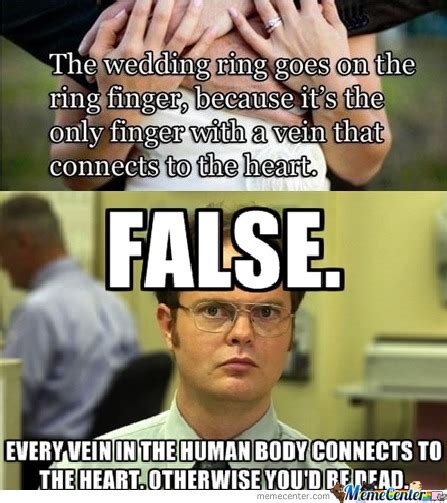 The wedding ring goes on the
ring finger, because it's the
only finger with a vein that
connects to the heart.
FALSE.
EVERY VEIN IN THE HUMAN BODY CONNECTS TO
THE HEART. OTHERWISE YOU'D BE DEAD.
memecenter.com MemeCenter